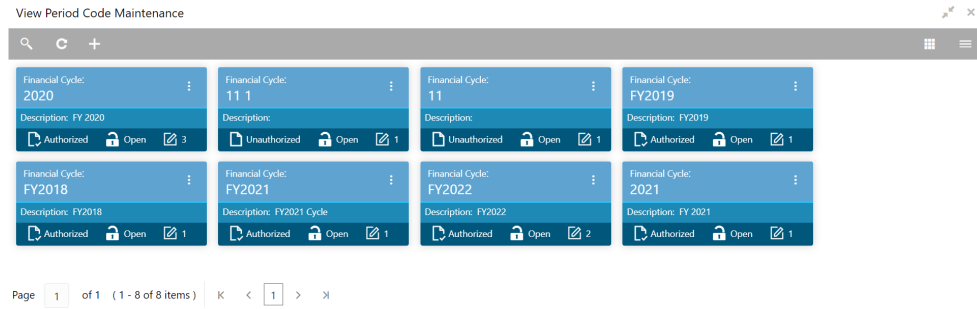 View Period Code Maintenance
Financial Cycle: Financial Cycle: Financial Cycle: Financial Cycle:
2020 11 1 11 FY2019
Description: FY 2020 Description: Description: Description: FY2019
Authorized Open 3 Unauthorized Open 1 Unauthorized Open 1 Authorized Open 1
Financial Cycle: Financial Cycle: Financial Cycle: Financial Cycle:
FY2018 FY2021 FY2022 2021
Description: FY2018 Description: FY2021 Cycle Description: FY2022 Description: FY 2021
Authorized Open 1 Authorized Open 1 Authorized Open 2 Authorized Open 1
Page 1 of 1 ( 1 - 8 of 8 items ) 1